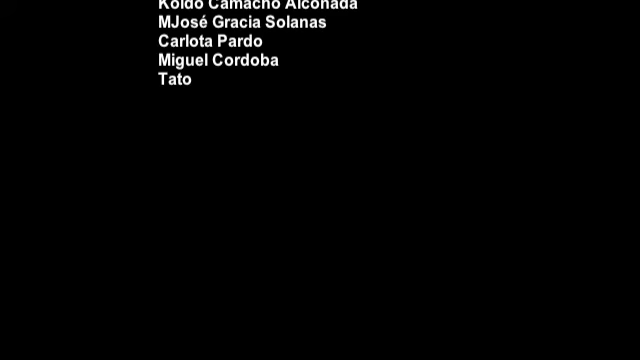 Koldo Camacho Alconada
MJosé Gracia Solanas
Carlota Pardo
Miguel Cordoba
Tato